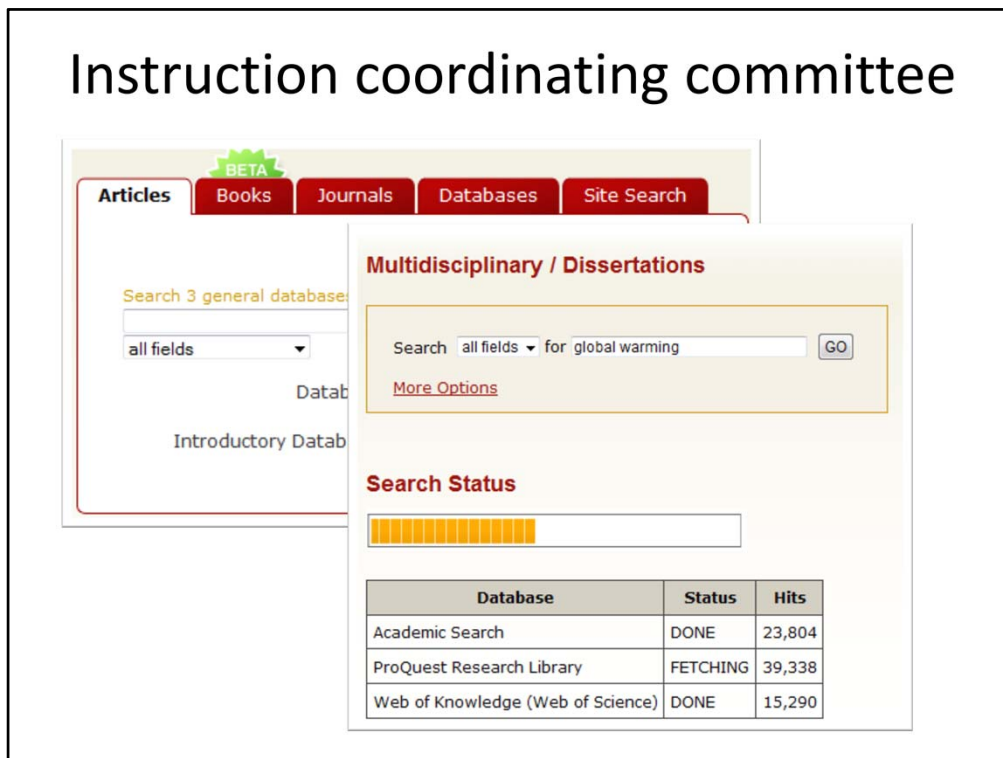 Instruction coordinating committee
BETA
Articles Books Journals Databases Site Search
Search 3 general databases
all fields
Datab
Introductory Datab
Multidisciplinary / Dissertations
Search all fields for global warming GO
More Options
Search Status
Database Status Hits
Academic Search DONE 23,804
ProQuest Research Library FETCHING 39,338
Web of Knowledge (Web of Science) DONE 15,290